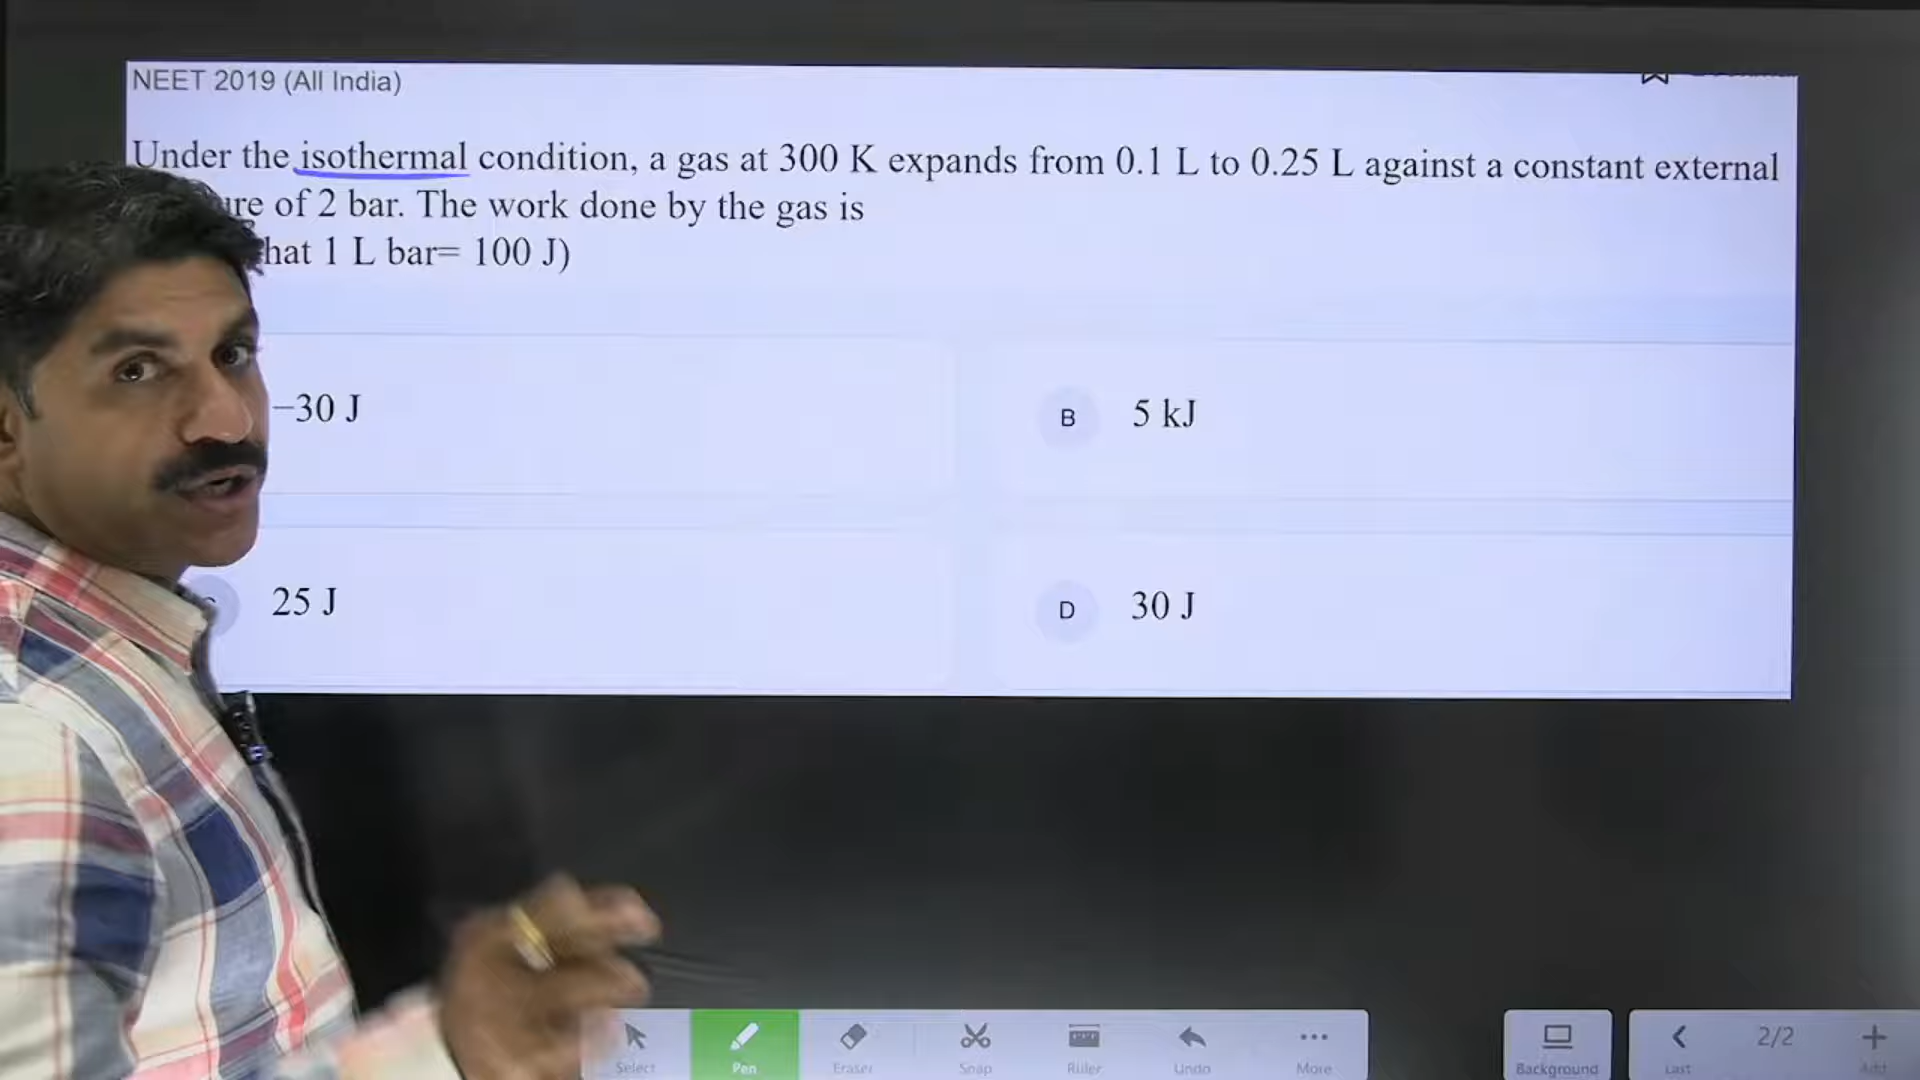 NEET 2019 (All India)
Under the isothermal condition, a gas at 300 K expands from 0.1 L to 0.25 L against a constant external
of 2 bar. The work done by the gas is
1 L bar= 100 J)
−30 J
B 5 kJ
25 J
D 30 J
Select Pen Eraser Snap Ruler Undo More Background Last 2/2 Add